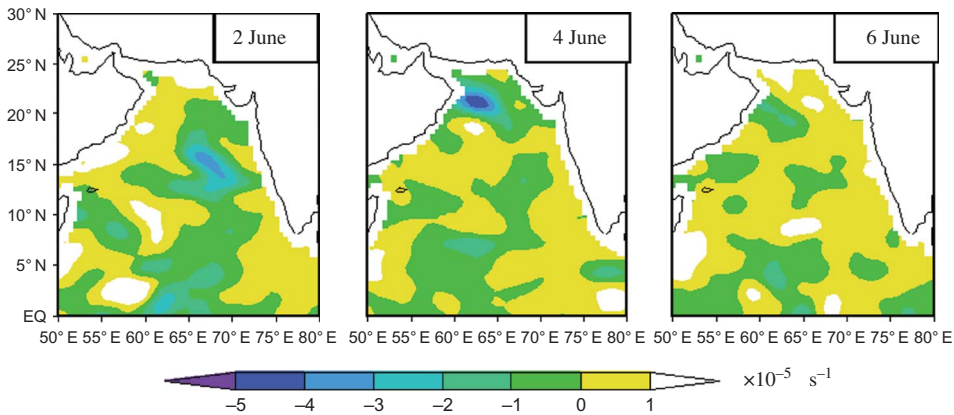 30° N
25° N
20° N
15° N
10° N
5° N
EQ
2 June
4 June
6 June
50° E 55° E 60° E 65° E 70° E 75° E 80° E
50° E 55° E 60° E 65° E 70° E 75° E 80° E
50° E 55° E 60° E 65° E 70° E 75° E 80° E
–5 –4 –3 –2 –1 0 1
×10⁻⁵ s⁻¹